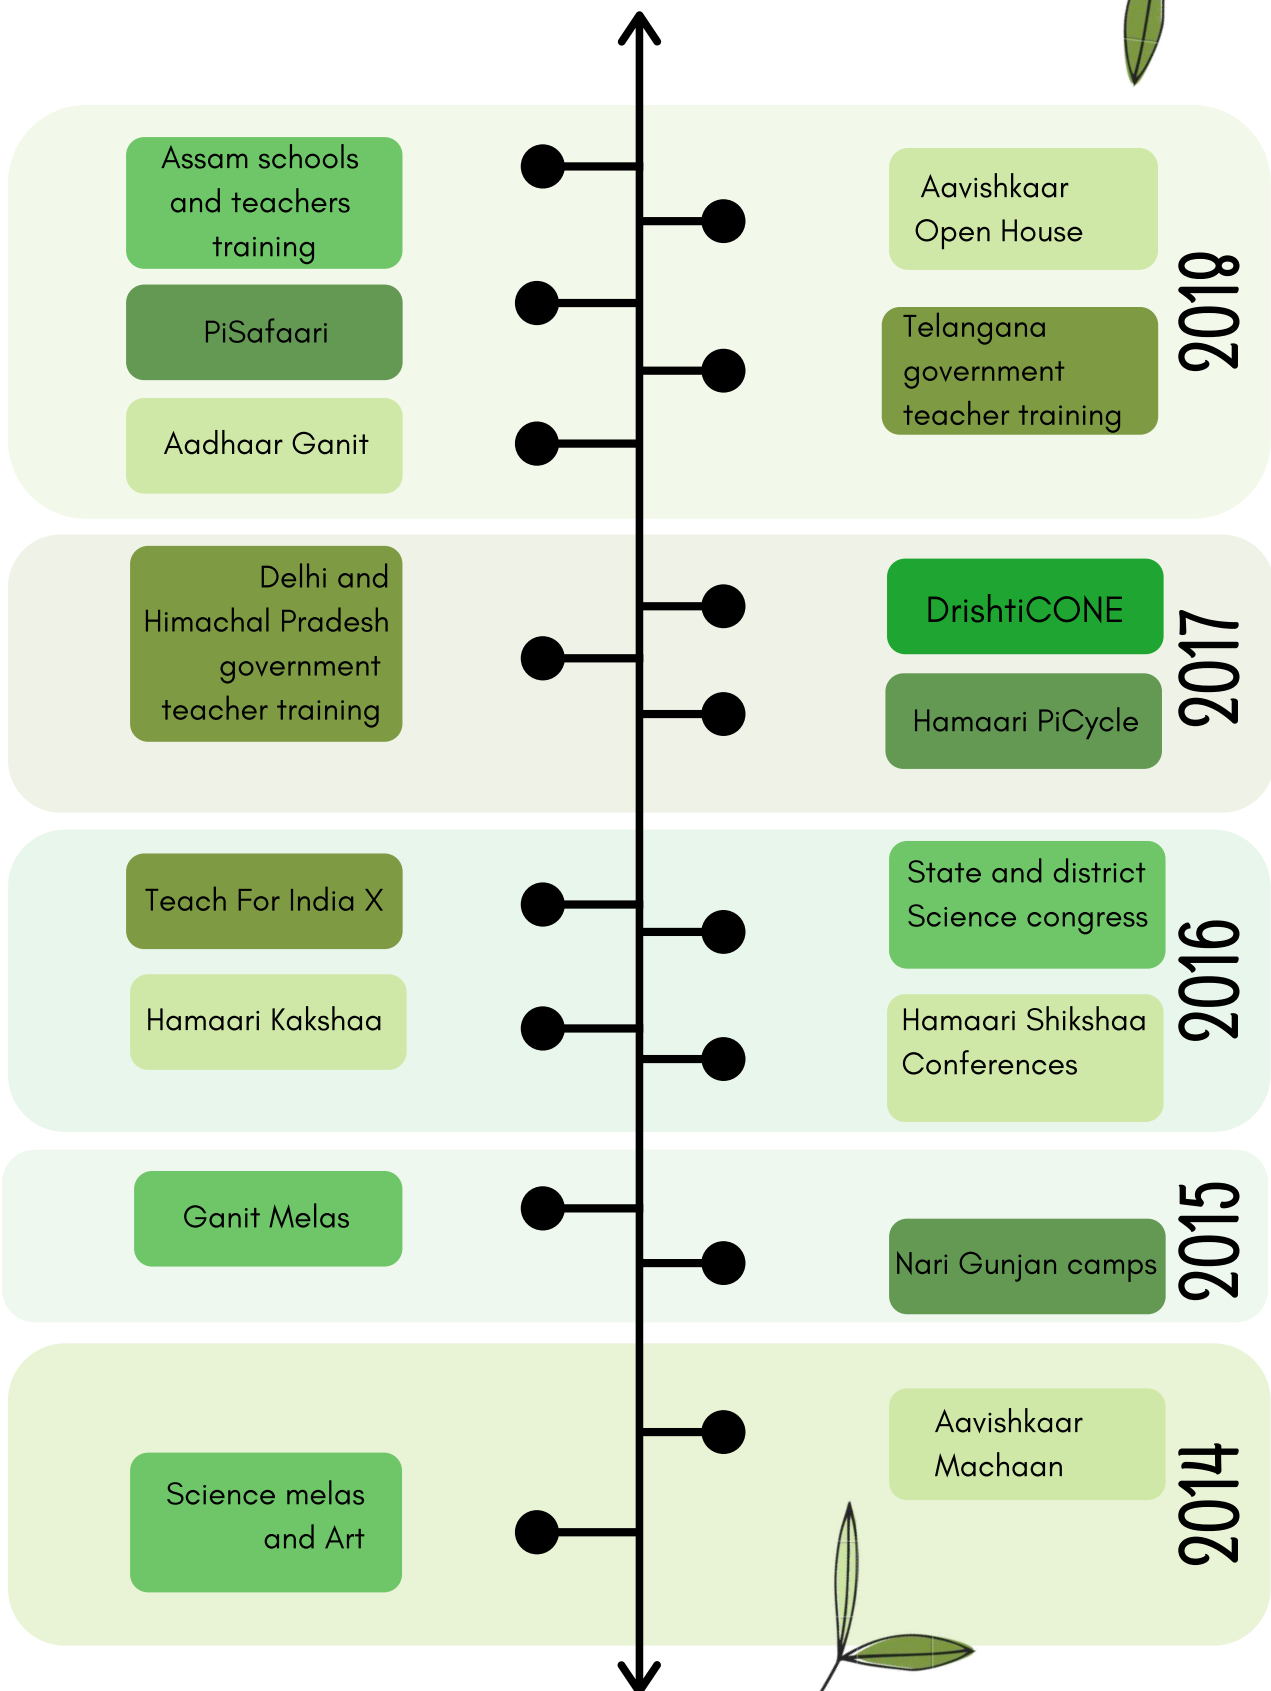 Assam schools
and teachers
training
Aavishkaar
Open House
PiSafaari
Telangana
government
teacher training
Aadhaar Ganit
2018
Delhi and
Himachal Pradesh
government
teacher training
DrishtiCONE
Hamaari PiCycle
2017
Teach For India X
State and district
Science congress
Hamaari Kakshaa
Hamaari Shikshaa
Conferences
2016
Ganit Melas
Nari Gunjan camps
2015
Aavishkaar
Machaan
Science melas
and Art
2014